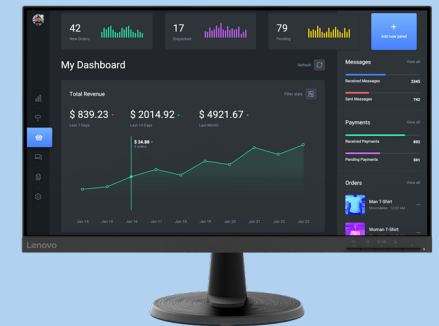 42
New Orders
17
Dispatched
79
Pending
+
Add new panel
My Dashboard
Refresh
Total Revenue
Filter stats
$ 839.23
Last 7 Days
$ 2014.92
Last 14 Days
$ 4921.67
Last Month
$ 34.88
Jan 14
Jan 15
Jan 16
Jan 17
Jan 18
Jan 19
Jan 20
Jan 21
Jan 22
Jan 23
Messages
View all
Received Messages
Sent Messages
742
Payments
View all
Received Payments
Pending Payments
Orders
View all
Man T-Shirt
Woman T-Shirt
Lenovo